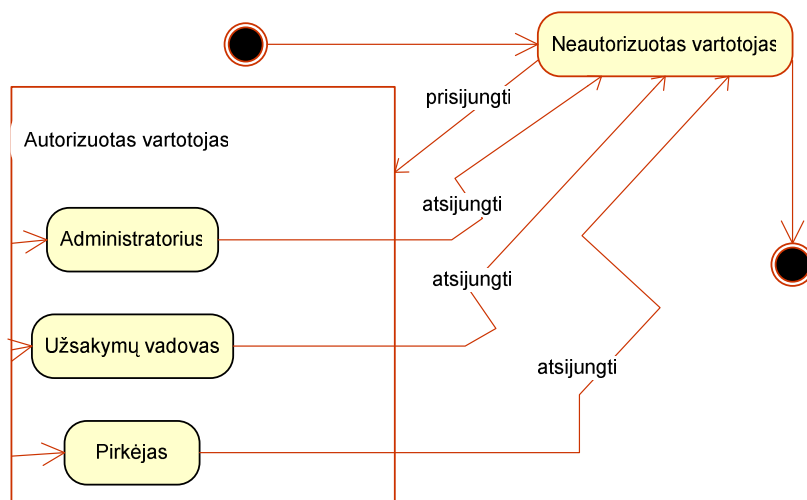 Neautorizuotas vartotojas
prisijungti
Autorizuotas vartotojas
atsijungti
Administratorius
atsijungti
Užsakymų vadovas
atsijungti
Pirkėjas